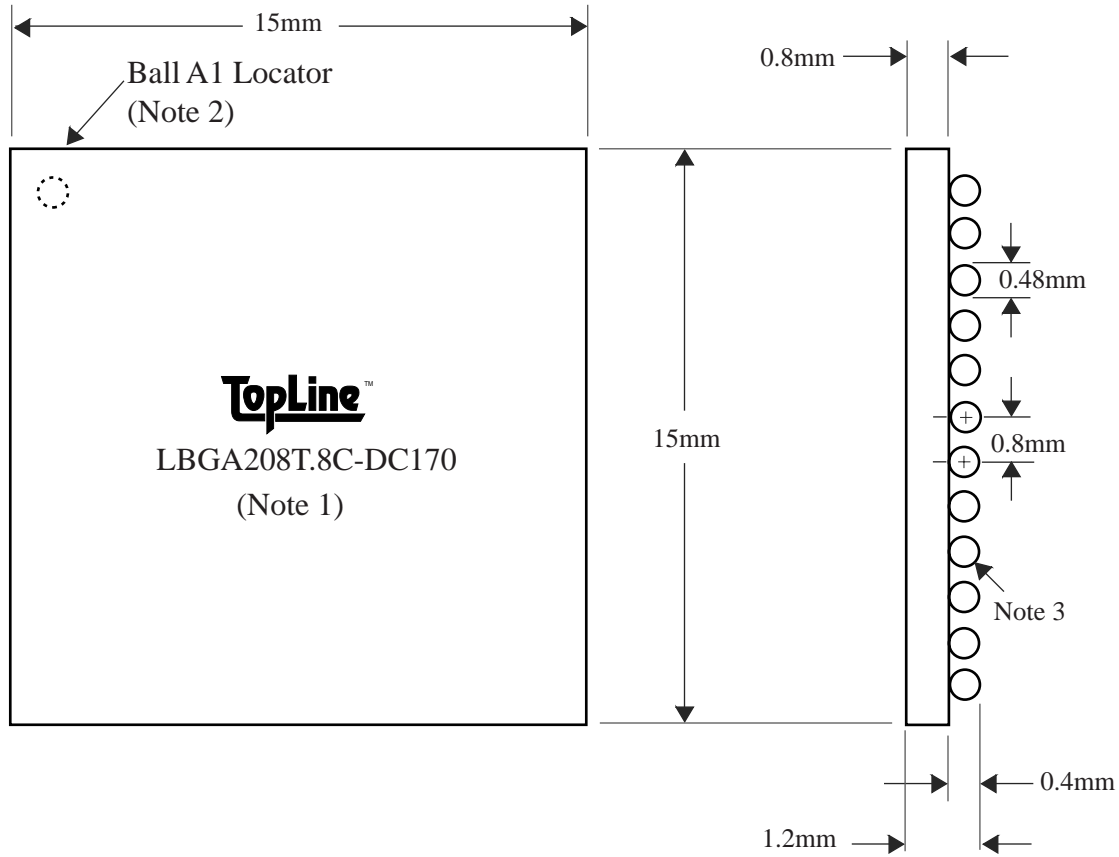 15mm
0.8mm
Ball A1 Locator
(Note 2)
0.48mm
TopLine™
15mm
0.8mm
LBGA208T.8C-DC170
(Note 1)
Note 3
0.4mm
1.2mm